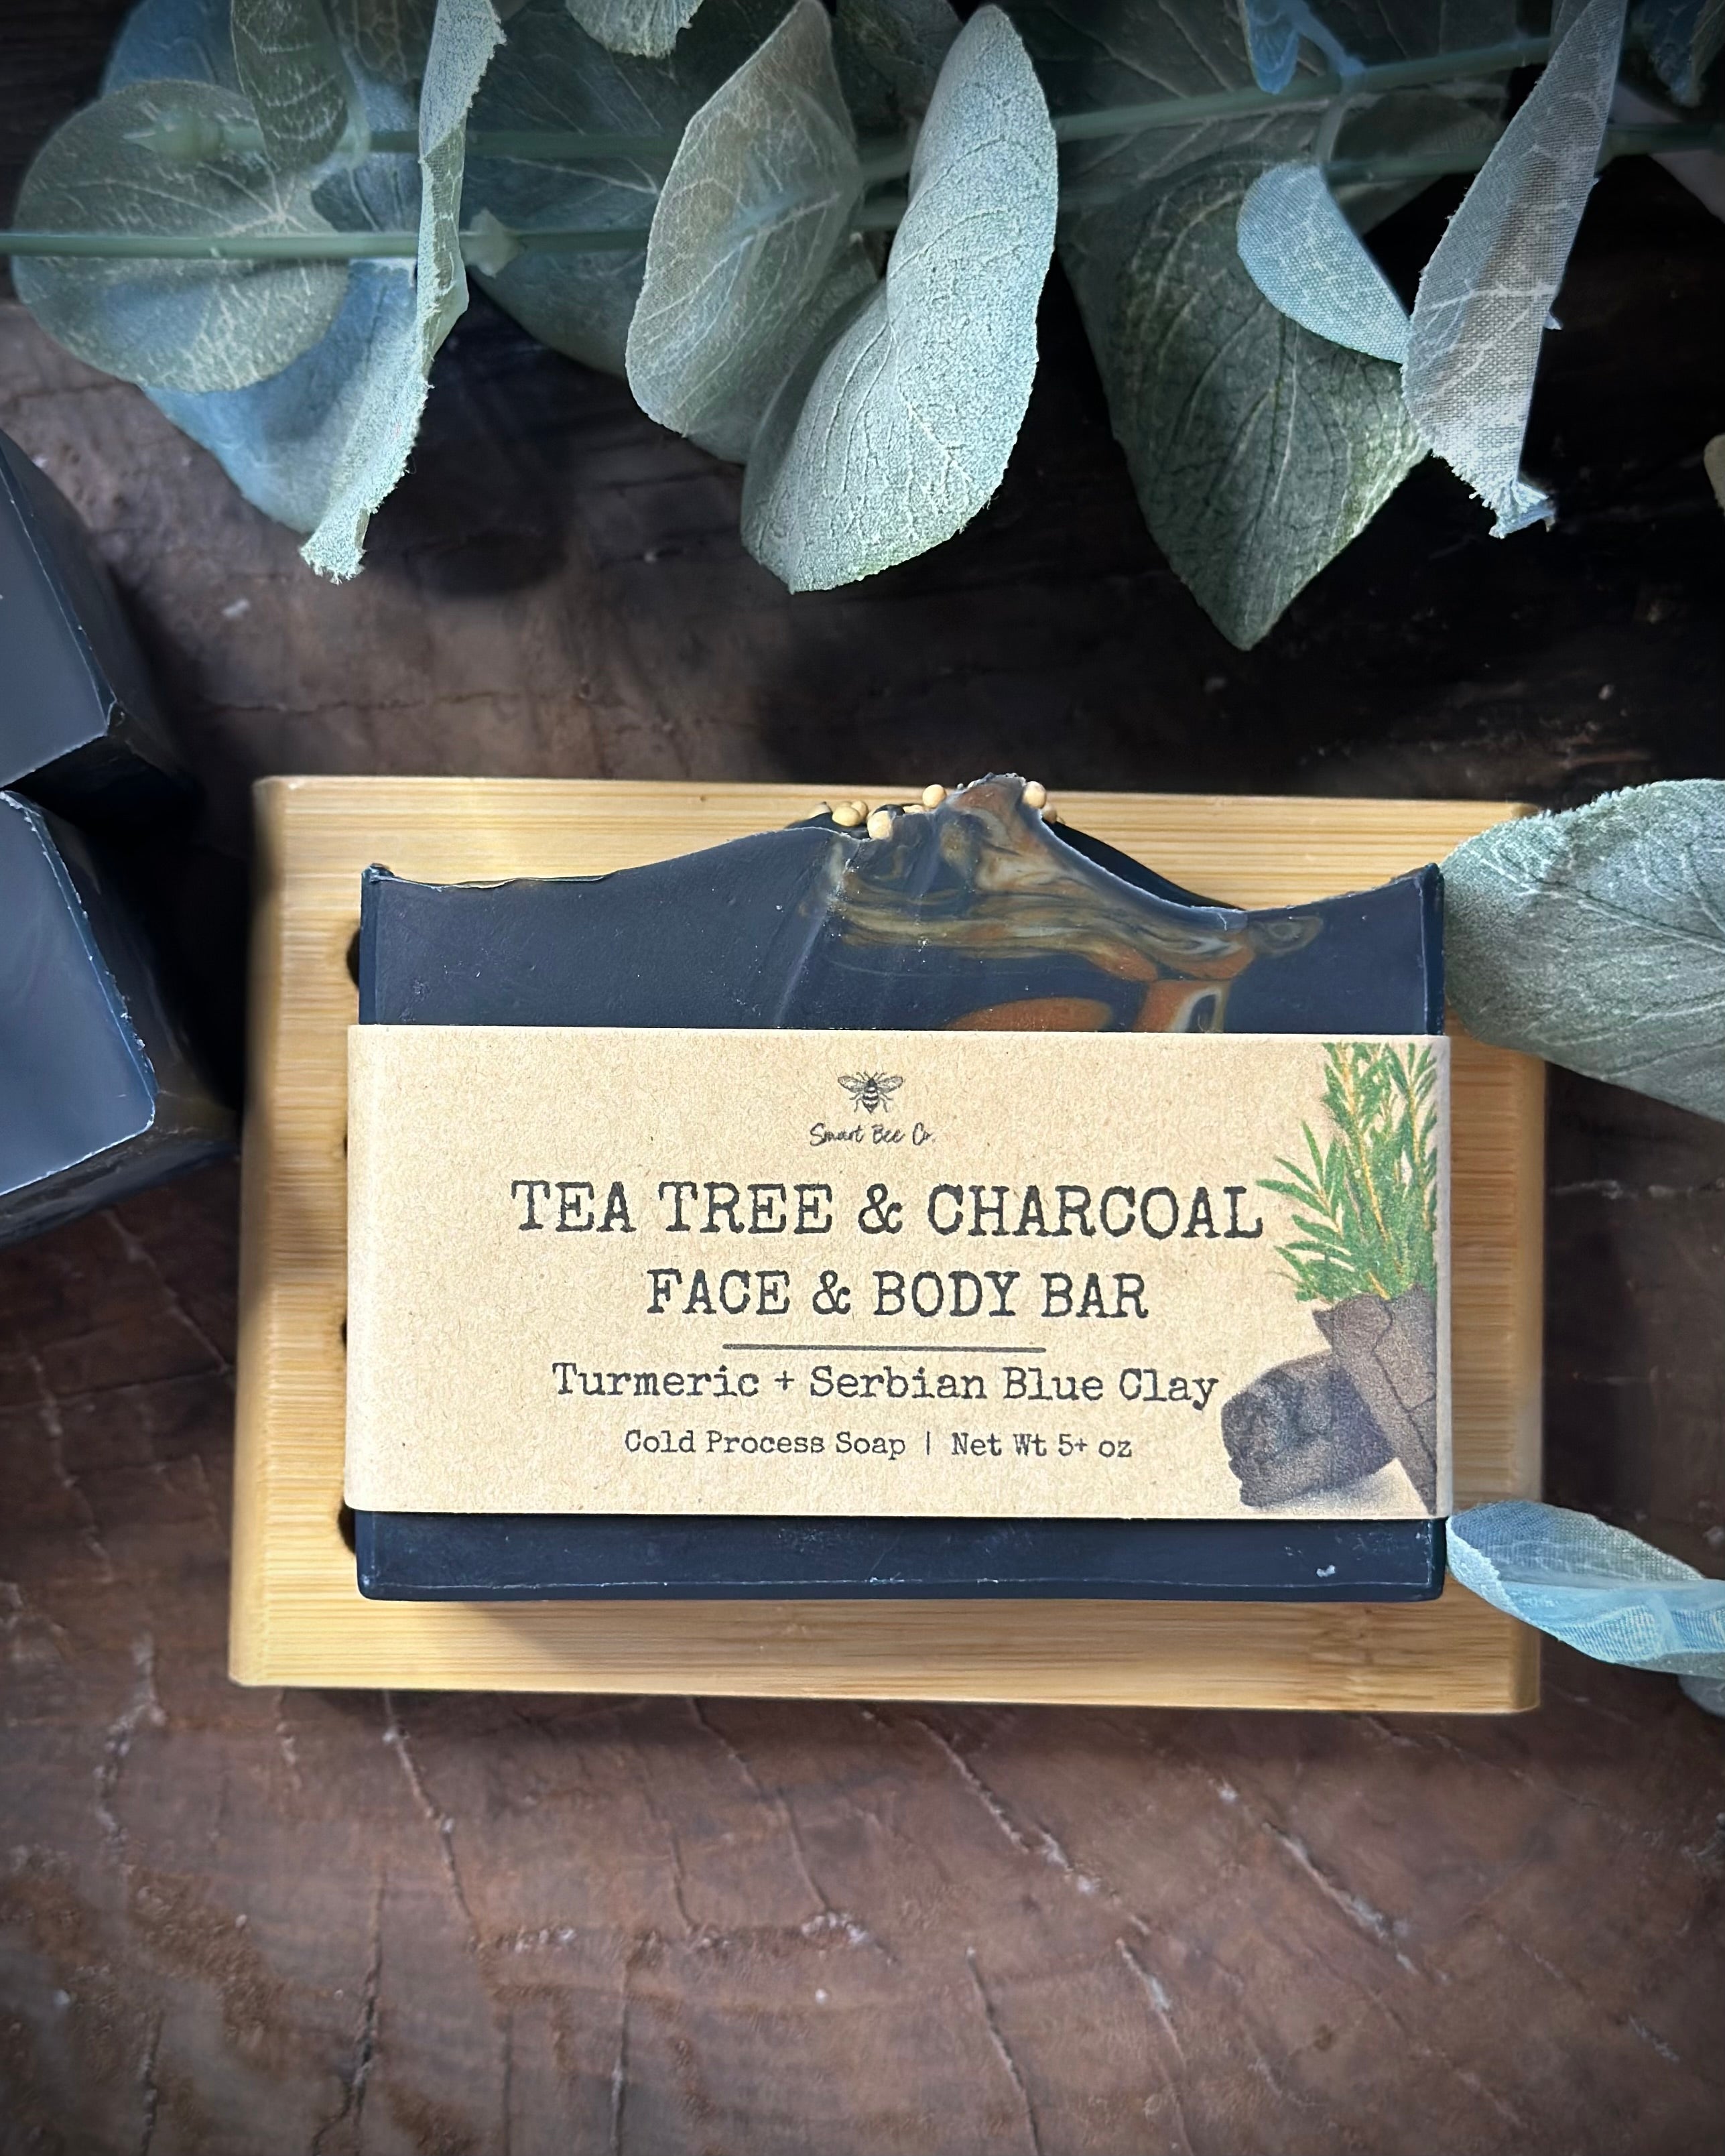 Smart Bee Co.
TEA TREE & CHARCOAL
FACE & BODY BAR
Turmeric + Serbian Blue Clay
Cold Process Soap | Net Wt 5+ oz